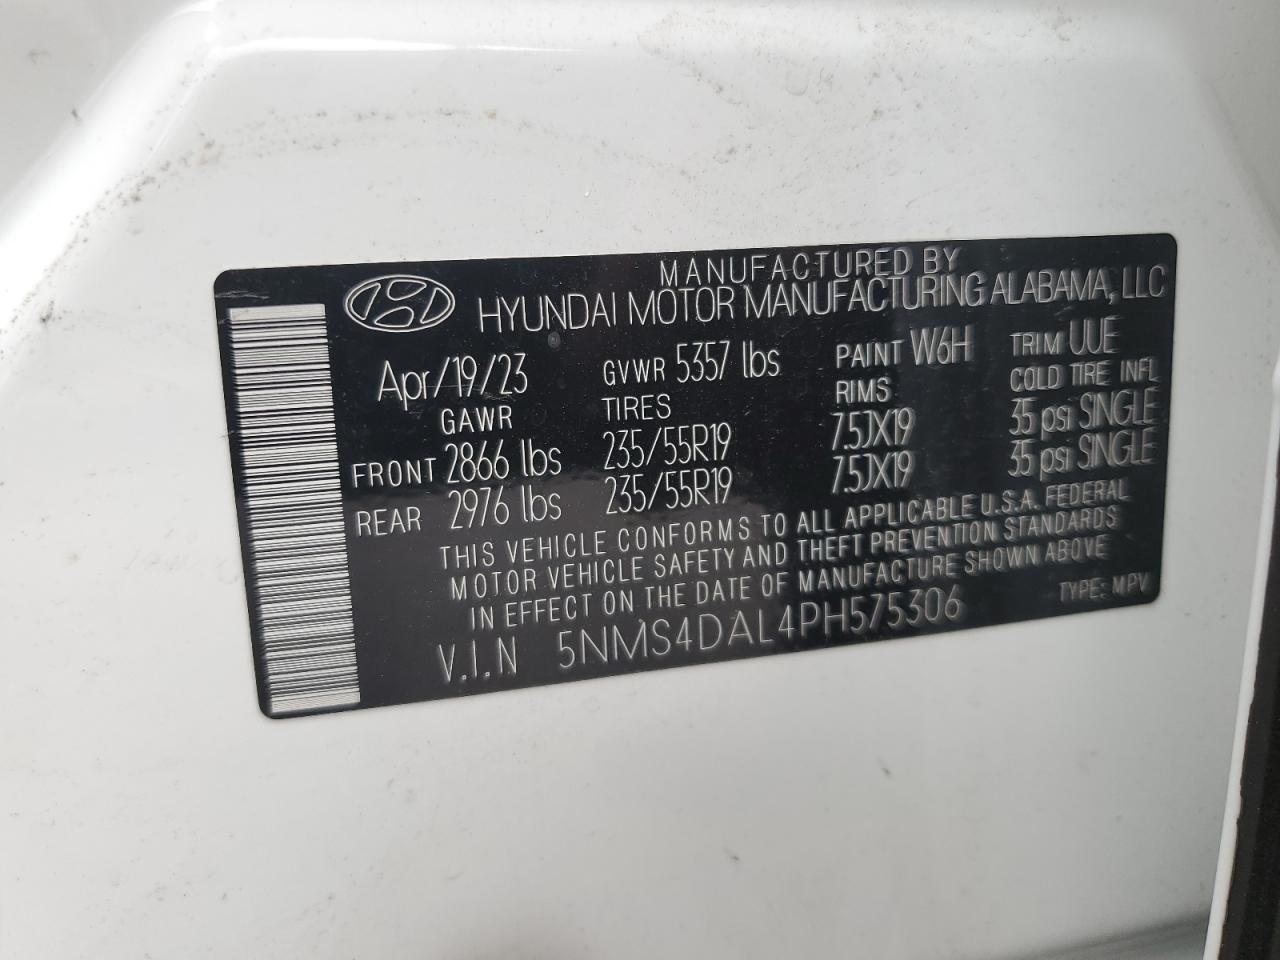 MANUFACTURED BY
HYUNDAI MOTOR MANUFACTURING ALABAMA, LLC
Apr/19/23 GVWR 5357 lbs PAINT W6H TRIM UUE
GAWR TIRES RIMS COLD TIRE INFL
FRONT 2866 lbs 235/55R19 7.5JX19 35 psi SINGLE
REAR 2976 lbs 235/55R19 7.5JX19 35 psi SINGLE
THIS VEHICLE CONFORMS TO ALL APPLICABLE U.S.A. FEDERAL
MOTOR VEHICLE SAFETY AND THEFT PREVENTION STANDARDS
IN EFFECT ON THE DATE OF MANUFACTURE SHOWN ABOVE
V.I.N 5NMS4DAL4PH575306 TYPE: MPV